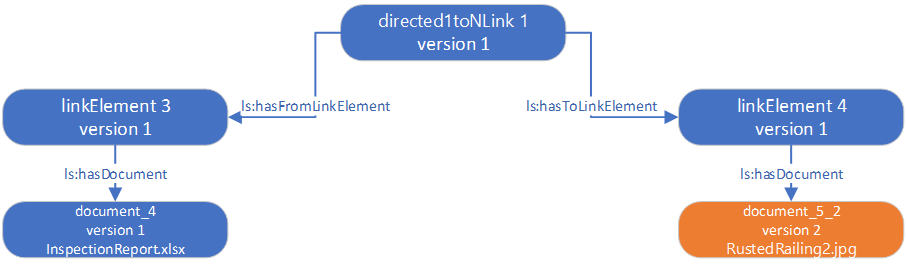 directed1toNLink 1
version 1
ls:hasFromLinkElement
ls:hasToLinkElement
linkElement 3
version 1
linkElement 4
version 1
ls:hasDocument
ls:hasDocument
document_4
version 1
InspectionReport.xlsx
document_5_2
version 2
RustedRailing2.jpg